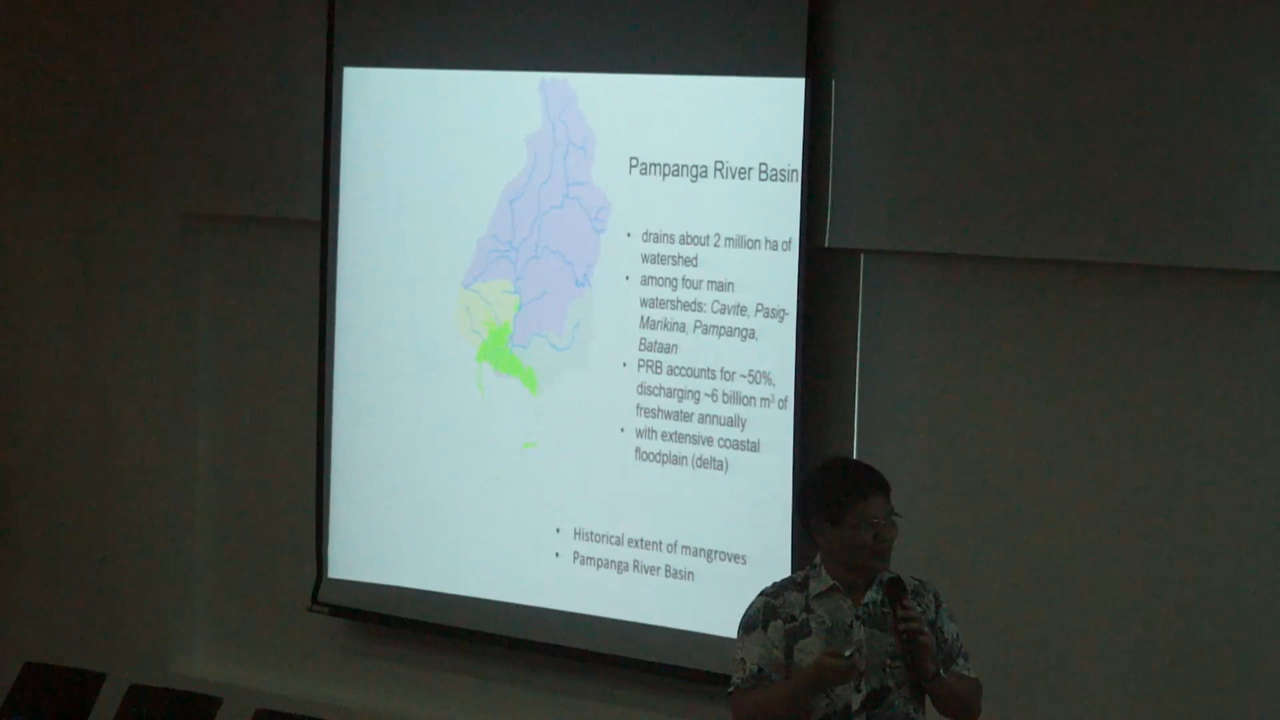 Pampanga River Basin
• drains about 2 million ha of
watershed
• among four main
watersheds: Cavite, Pasig-
Marikina, Pampanga,
Bataan
• PRB accounts for ~50%,
discharging ~6 billion m³ of
freshwater annually
• with extensive coastal
floodplain (delta)
• Historical extent of mangroves
• Pampanga River Basin